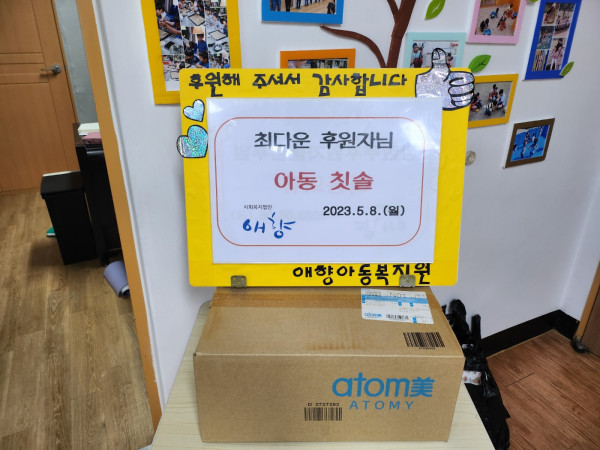 후원해 주셔서 감사합니다
최다운 후원자님
아동 칫솔
사회복지법인
애향
2023.5.8.(월)
애향아동복지원
atom美
ATOMY